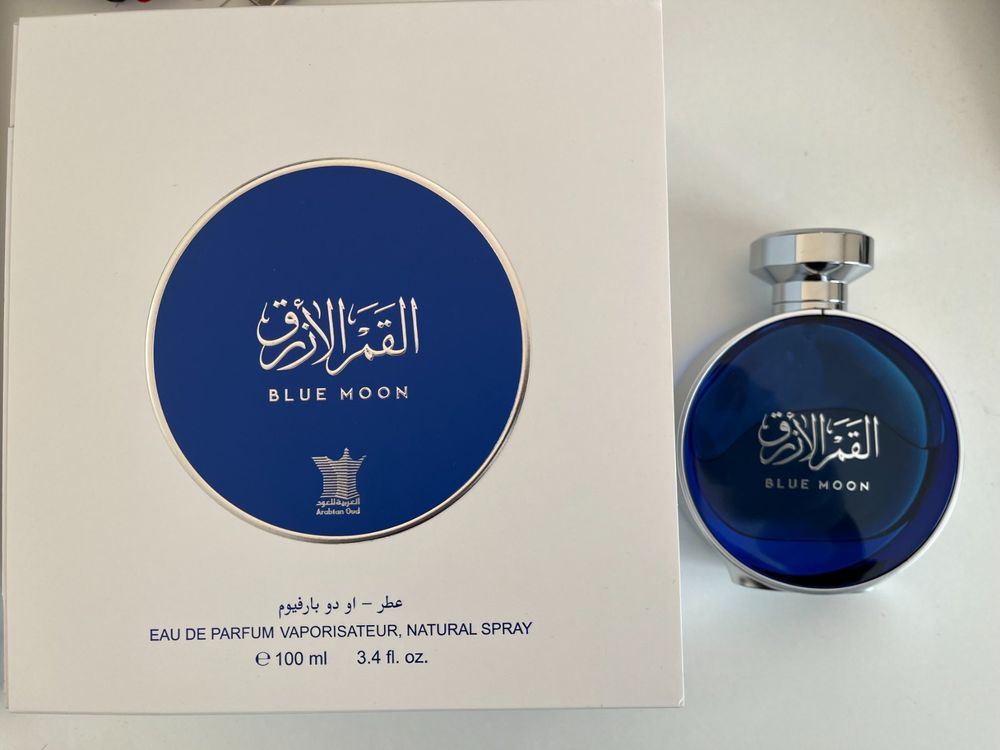 القمر الأزرق
BLUE MOON
العربية للعود
Arabian Oud
عطر – او دو بارفيوم
EAU DE PARFUM VAPORISATEUR, NATURAL SPRAY
℮ 100 ml 3.4 fl. oz.
القمر الأزرق
BLUE MOON